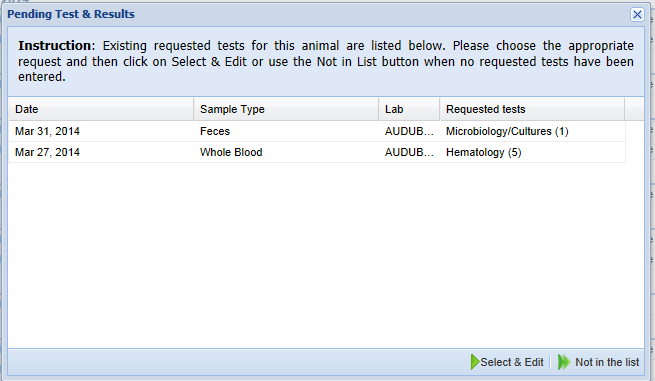 Pending Test & Results
Instruction: Existing requested tests for this animal are listed below. Please choose the appropriate
request and then click on Select & Edit or use the Not in List button when no requested tests have been
entered.
Date Sample Type Lab Requested tests
Mar 31, 2014 Feces AUDUB... Microbiology/Cultures (1)
Mar 27, 2014 Whole Blood AUDUB... Hematology (5)
Select & Edit Not in the list